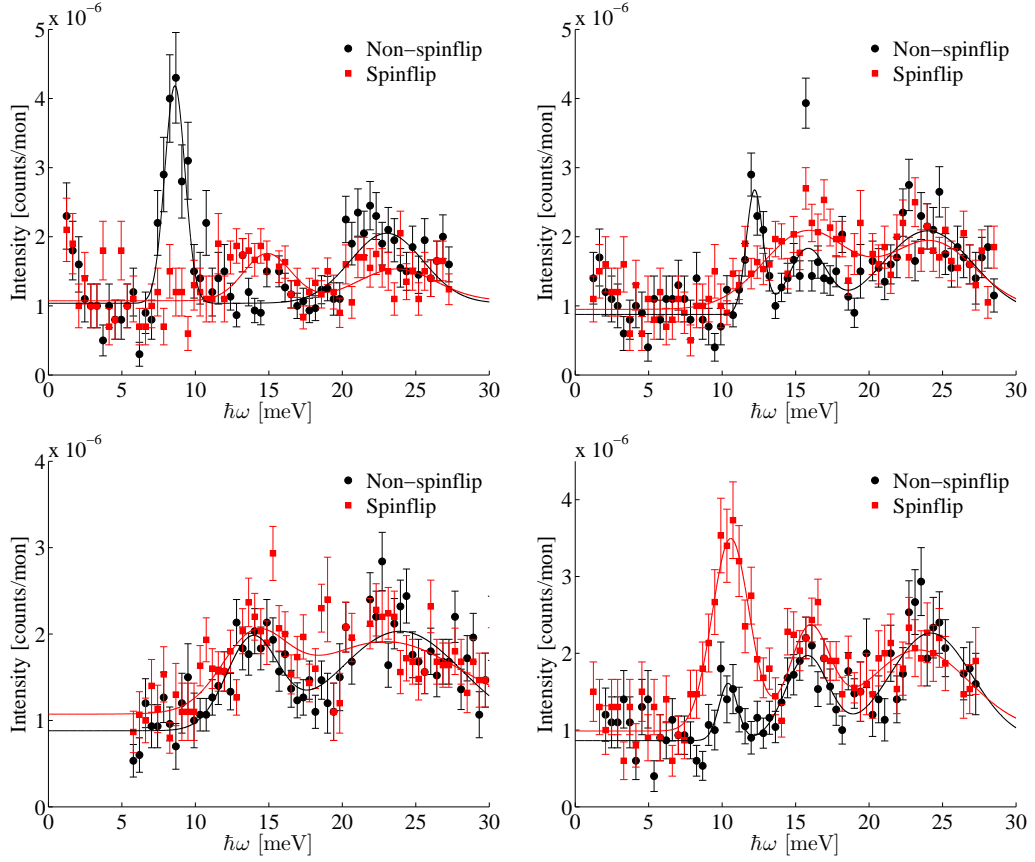 x 10⁻⁶
Intensity [counts/mon]
5
4
3
2
1
0
0 5 10 15 20 25 30
ħω [meV]
Non-spinflip
Spinflip
x 10⁻⁶
Intensity [counts/mon]
5
4
3
2
1
0
0 5 10 15 20 25 30
ħω [meV]
Non-spinflip
Spinflip
x 10⁻⁶
Intensity [counts/mon]
4
3
2
1
0
0 5 10 15 20 25 30
ħω [meV]
Non-spinflip
Spinflip
x 10⁻⁶
Intensity [counts/mon]
4
3
2
1
0
0 5 10 15 20 25 30
ħω [meV]
Non-spinflip
Spinflip